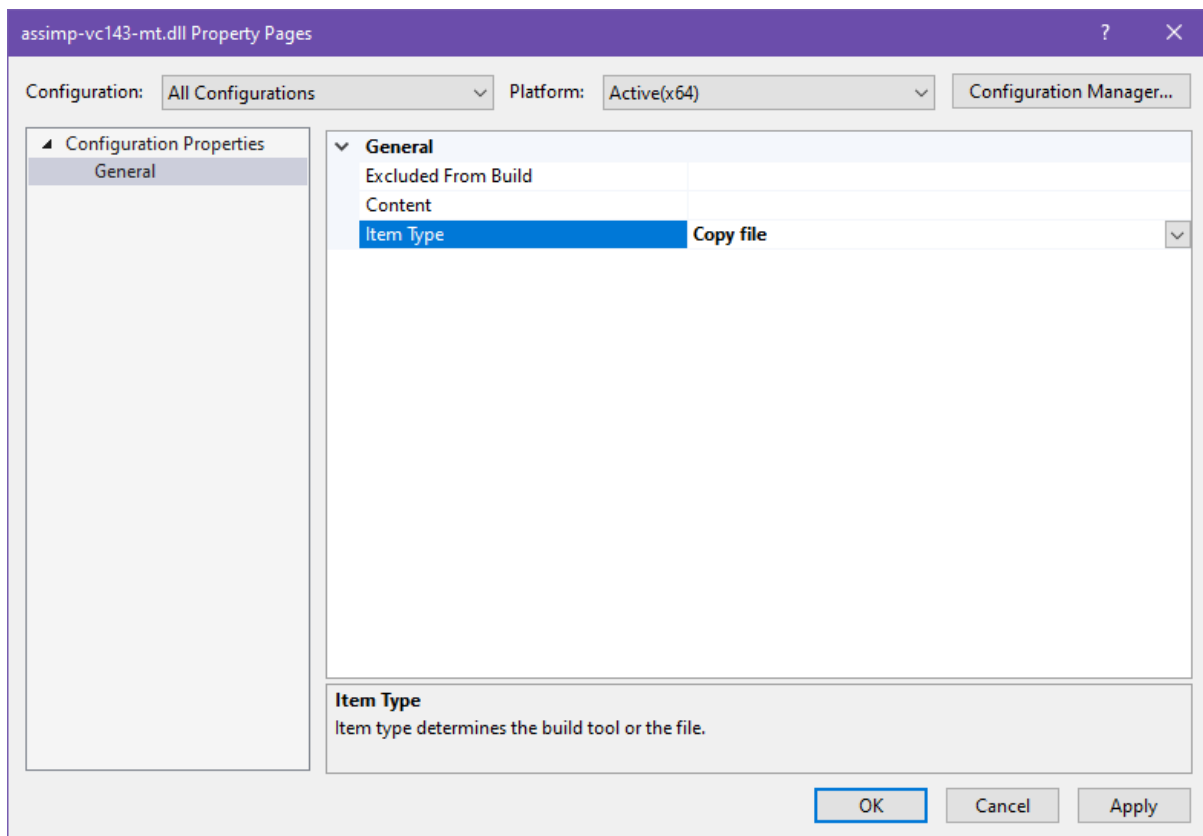 assimp-vc143-mt.dll Property Pages
Configuration: All Configurations Platform: Active(x64) Configuration Manager...
Configuration Properties
General
General
Excluded From Build
Content
Item Type Copy file
Item Type
Item type determines the build tool or the file.
OK Cancel Apply